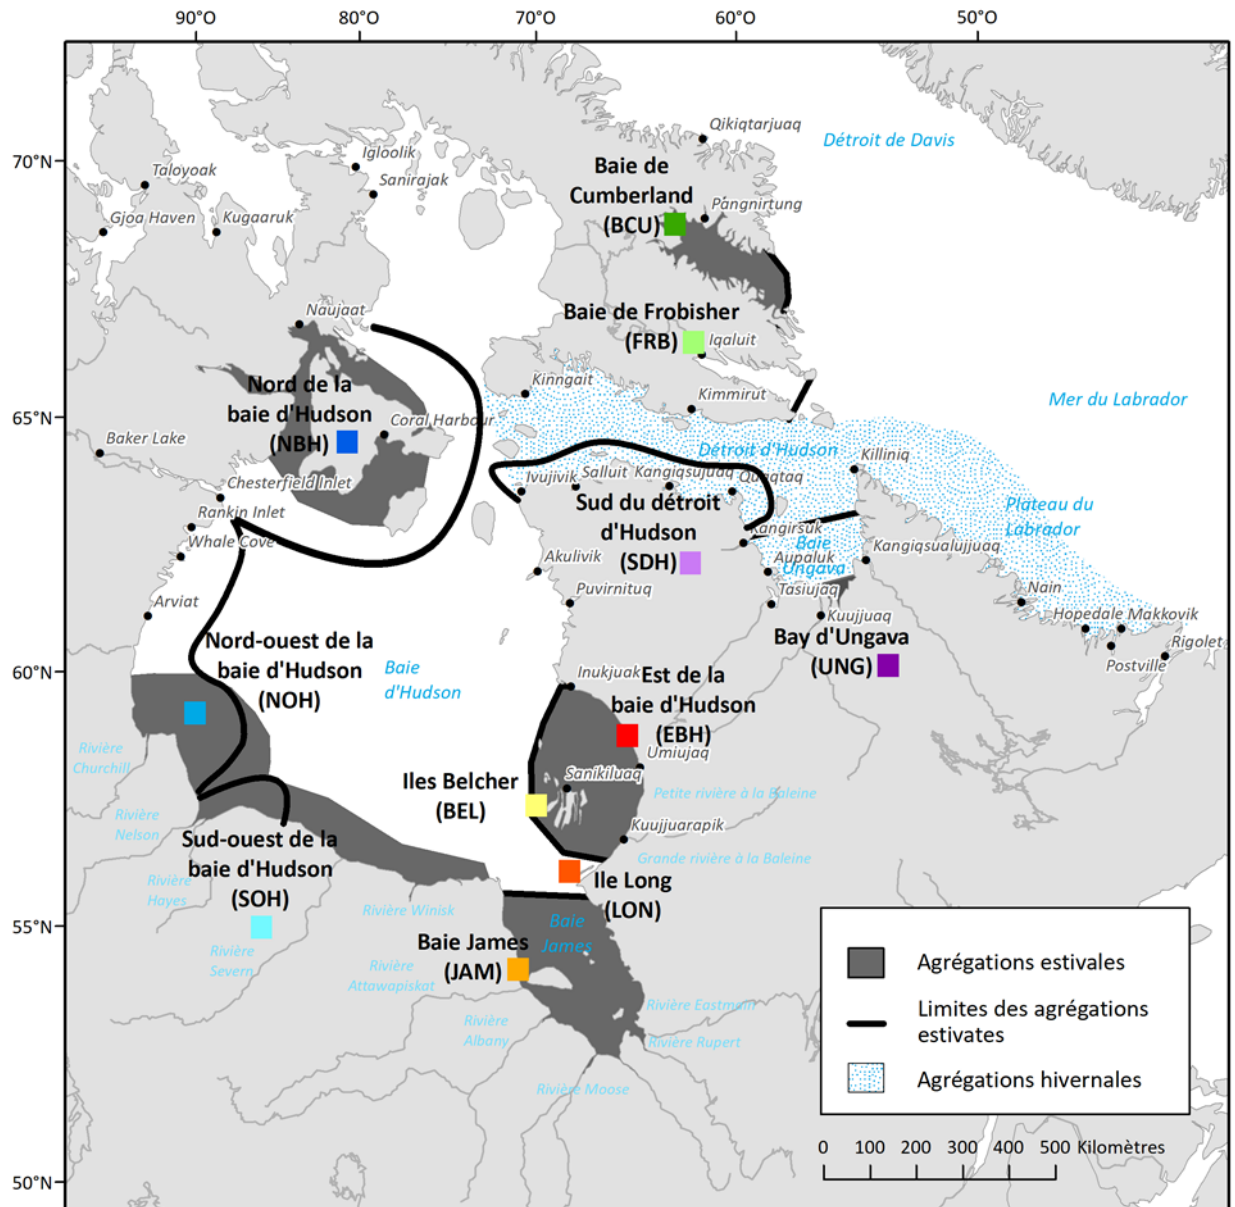 90°O
80°O
70°O
60°O
50°O
70°N
65°N
60°N
55°N
50°N
Qikiqtarjuaq
Détroit de Davis
Igloolik
Baie de
Cumberland
(BCU)
Taloyoak
Sanirajak
Pangnirtung
Gjoa Haven
Kugaaruk
Naujaat
Baie de Frobisher
(FRB)
Iqaluit
Kinngait
Kimmirut
Mer du Labrador
Nord de la
baie d'Hudson
(NBH)
Coral Harbour
Baker Lake
Détroit d'Hudson
Killiniq
Chesterfield Inlet
Ivujivik
Salluit
Kangiqsujuaq
Quaqtaq
Rankin Inlet
Sud du détroit
d'Hudson
(SDH)
Plateau du
Labrador
Whale Cove
Kangirsuk
Baie
Ungava
Kangiqsualujjuaq
Akulivik
Aupaluk
Puvirnituq
Tasiujaq
Nain
Arviat
Kuujjuaq
Hopedale
Makkovik
Bay d'Ungava
(UNG)
Rigolet
Postville
Nord-ouest de la
baie d'Hudson
(NOH)
Baie
d'Hudson
Inukjuak
Est de la
baie d'Hudson
(EBH)
Umiujaq
Rivière
Churchill
Iles Belcher
(BEL)
Sanikiluaq
Petite rivière à la Baleine
Rivière
Nelson
Kuujjuarapik
Sud-ouest de la
baie d'Hudson
(SOH)
Grande rivière à la Baleine
Rivière
Hayes
Ile Long
(LON)
Rivière Winisk
Baie
James
Rivière
Severn
Baie James
(JAM)
Rivière
Attawapiskat
Rivière Eastmain
Rivière
Albany
Rivière Rupert
Rivière Moose
Agrégations estivales
Limites des agrégations
estivates
Agrégations hivernales
0 100 200 300 400 500 Kilomètres